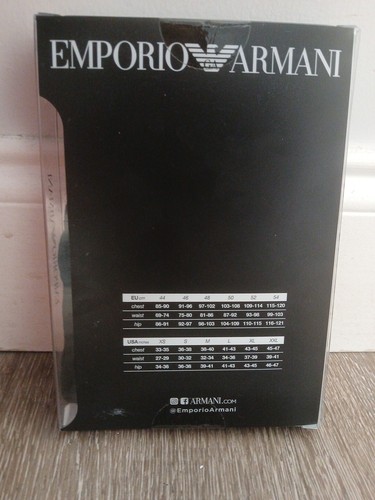 EMPORIO ARMANI
EU cm 44 46 48 50 52 54
chest 85-90 91-96 97-102 103-108 109-114 115-120
waist 69-74 75-80 81-86 87-92 93-98 99-103
hip 86-91 92-97 98-103 104-109 110-115 116-121
USA inches XS S M L XL XXL
chest 33-35 36-38 38-40 41-43 43-45 45-47
waist 27-29 30-32 32-34 34-36 37-39 39-41
hip 34-36 36-38 39-41 41-43 43-45 46-47
ARMANI.COM
@EmporioArmani